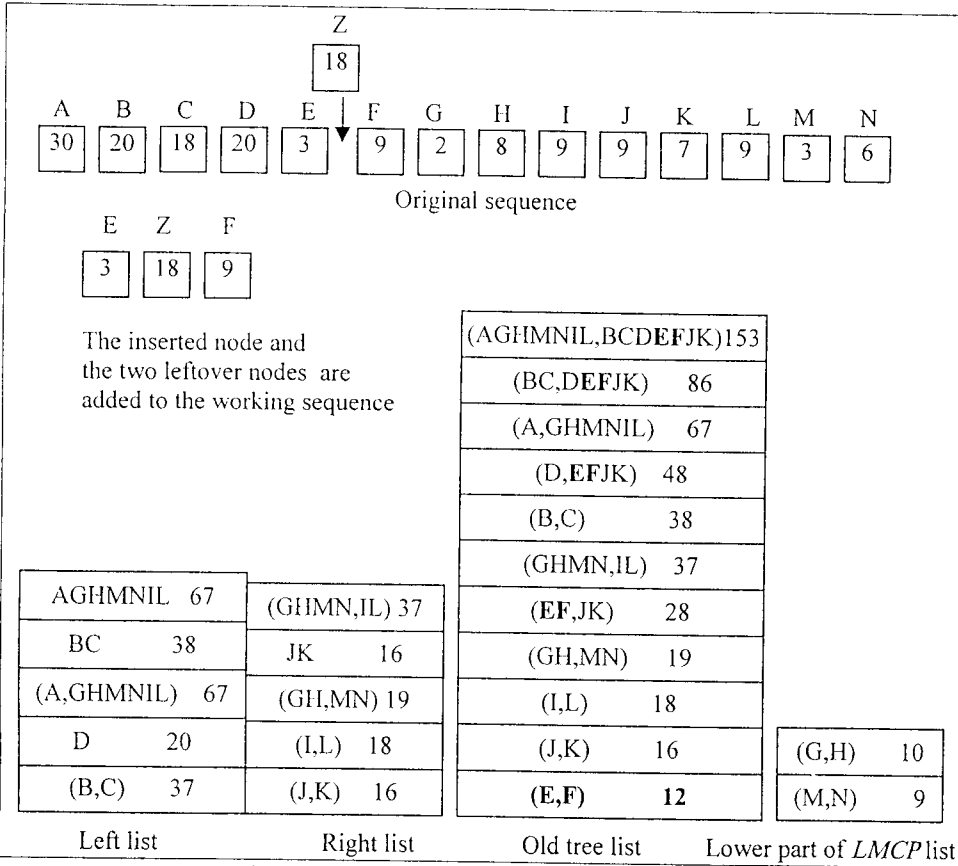 Z
18
A B C D E F G H I J K L M N
30 20 18 20 3 9 2 8 9 9 7 9 3 6
Original sequence
E Z F
3 18 9
The inserted node and
the two leftover nodes are
added to the working sequence
AGHMNIL 67
BC 38
(A,GHMNIL) 67
D 20
(B,C) 37
Left list
(GHMN,IL) 37
JK 16
(GH,MN) 19
(I,L) 18
(J,K) 16
Right list
(AGHMNIL,BCDEFJK)153
(BC,DEFJK) 86
(A,GHMNIL) 67
(D,EFJK) 48
(B,C) 38
(GHMN,IL) 37
(EF,JK) 28
(GH,MN) 19
(I,L) 18
(J,K) 16
(E,F) 12
Old tree list
(G,H) 10
(M,N) 9
Lower part of LMCP list